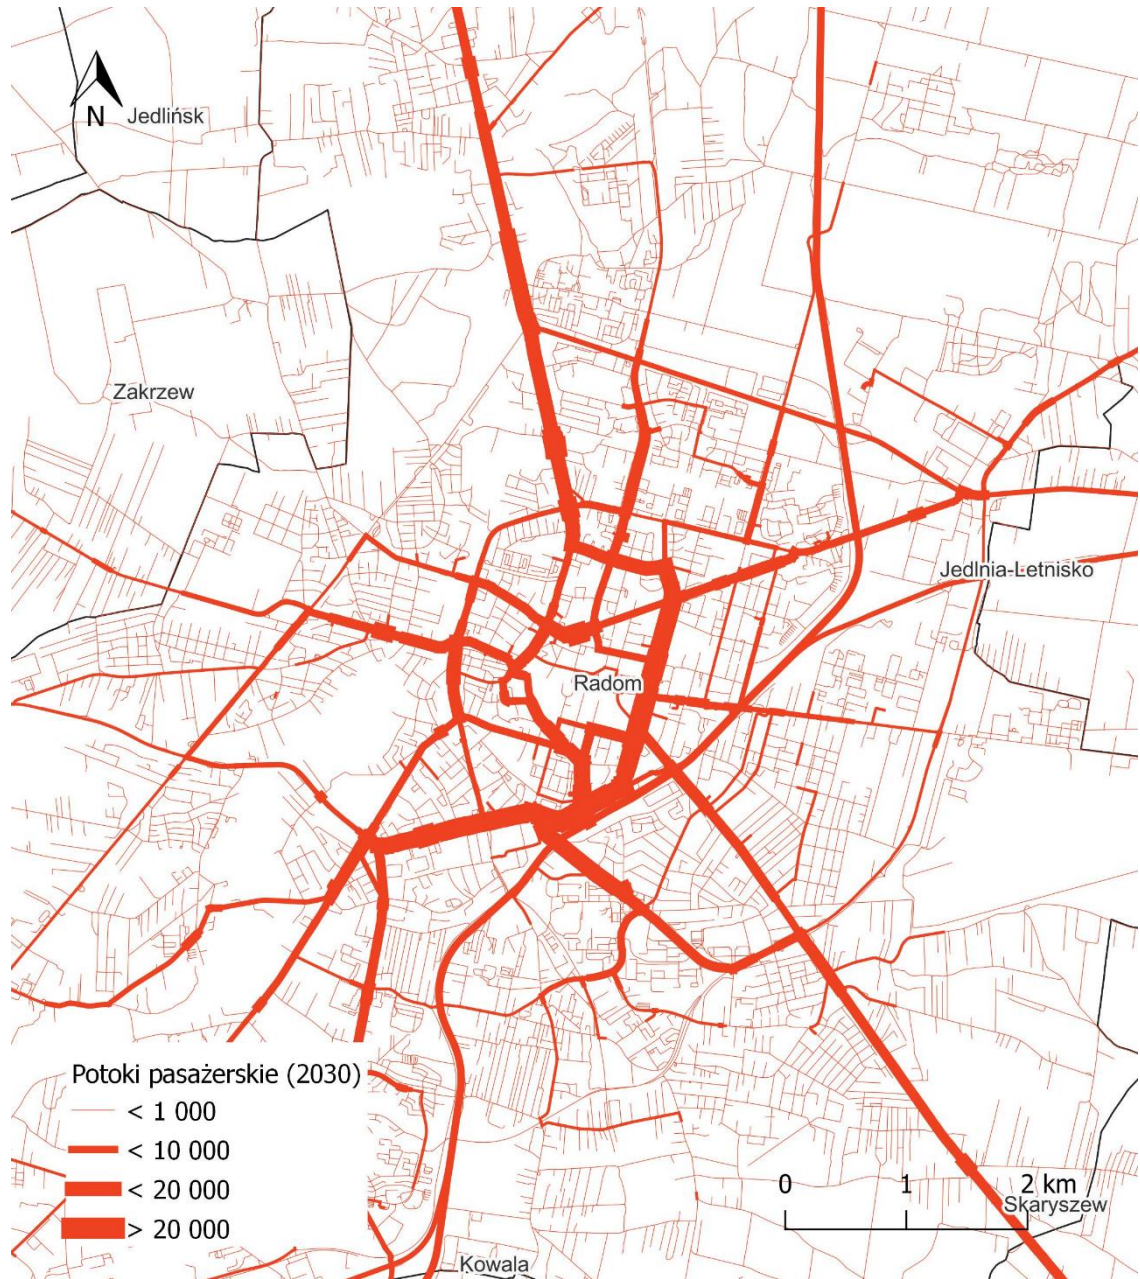 N
Jedlińsk
Zakrzew
Jedlnia-Letnisko
Radom
Potoki pasażerskie (2030)
< 1 000
< 10 000
< 20 000
> 20 000
0 1 2 km
Skaryszew
Kowala